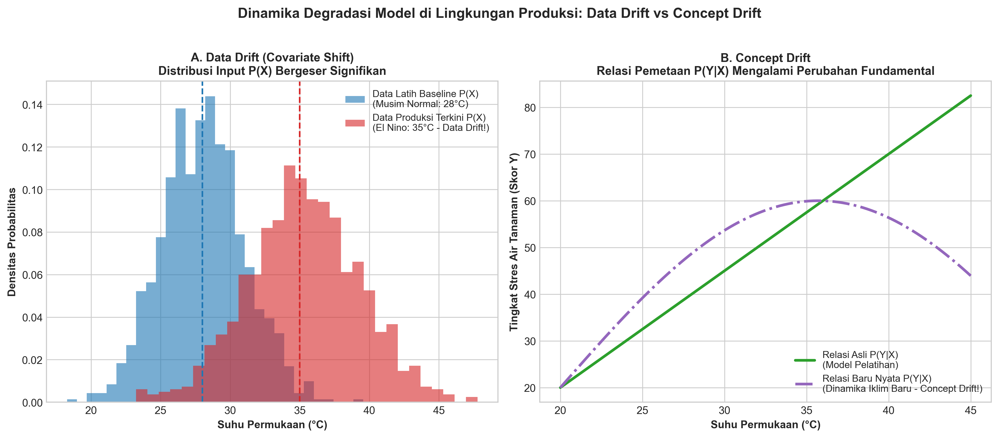 Dinamika Degradasi Model di Lingkungan Produksi: Data Drift vs Concept Drift
A. Data Drift (Covariate Shift)
Distribusi Input P(X) Bergeser Signifikan
Densitas Probabilitas
0.14
0.12
0.10
0.08
0.06
0.04
0.02
0.00
Data Latih Baseline P(X)
(Musim Normal: 28°C)
Data Produksi Terkini P(X)
(El Nino: 35°C - Data Drift!)
20 25 30 35 40 45
Suhu Permukaan (°C)
B. Concept Drift
Relasi Pemetaan P(Y|X) Mengalami Perubahan Fundamental
Tingkat Stres Air Tanaman (Skor Y)
80
70
60
50
40
30
20
Relasi Asli P(Y|X)
(Model Pelatihan)
Relasi Baru Nyata P(Y|X)
(Dinamika Iklim Baru - Concept Drift!)
20 25 30 35 40 45
Suhu Permukaan (°C)